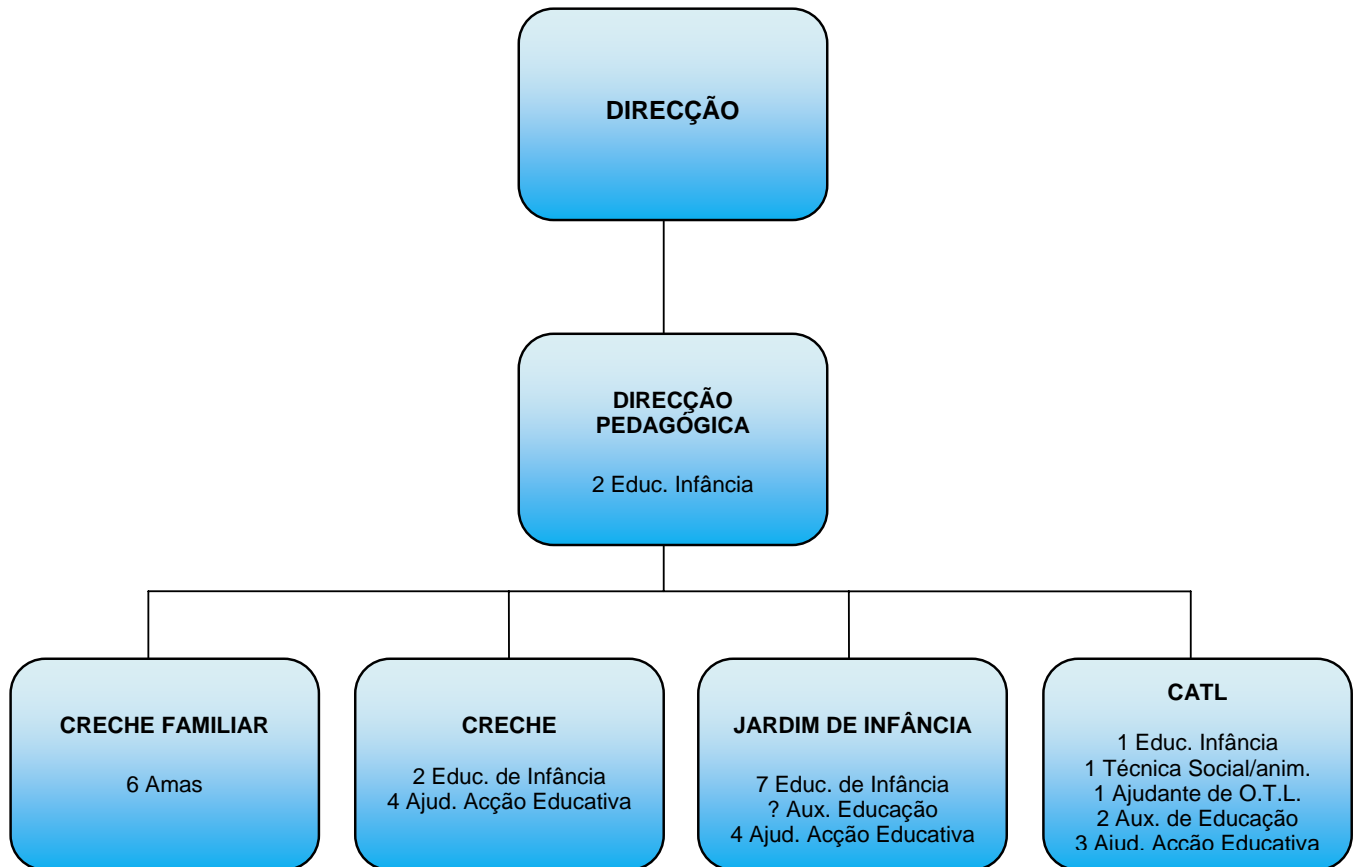 DIRECÇÃO
DIRECÇÃO
PEDAGÓGICA
2 Educ. Infância
CRECHE FAMILIAR
6 Amas
CRECHE
2 Educ. de Infância
4 Ajud. Acção Educativa
JARDIM DE INFÂNCIA
7 Educ. de Infância
? Aux. Educação
4 Ajud. Acção Educativa
CATL
1 Educ. Infância
1 Técnica Social/anim.
1 Ajudante de O.T.L.
2 Aux. de Educação
3 Ajud. Acção Educativa